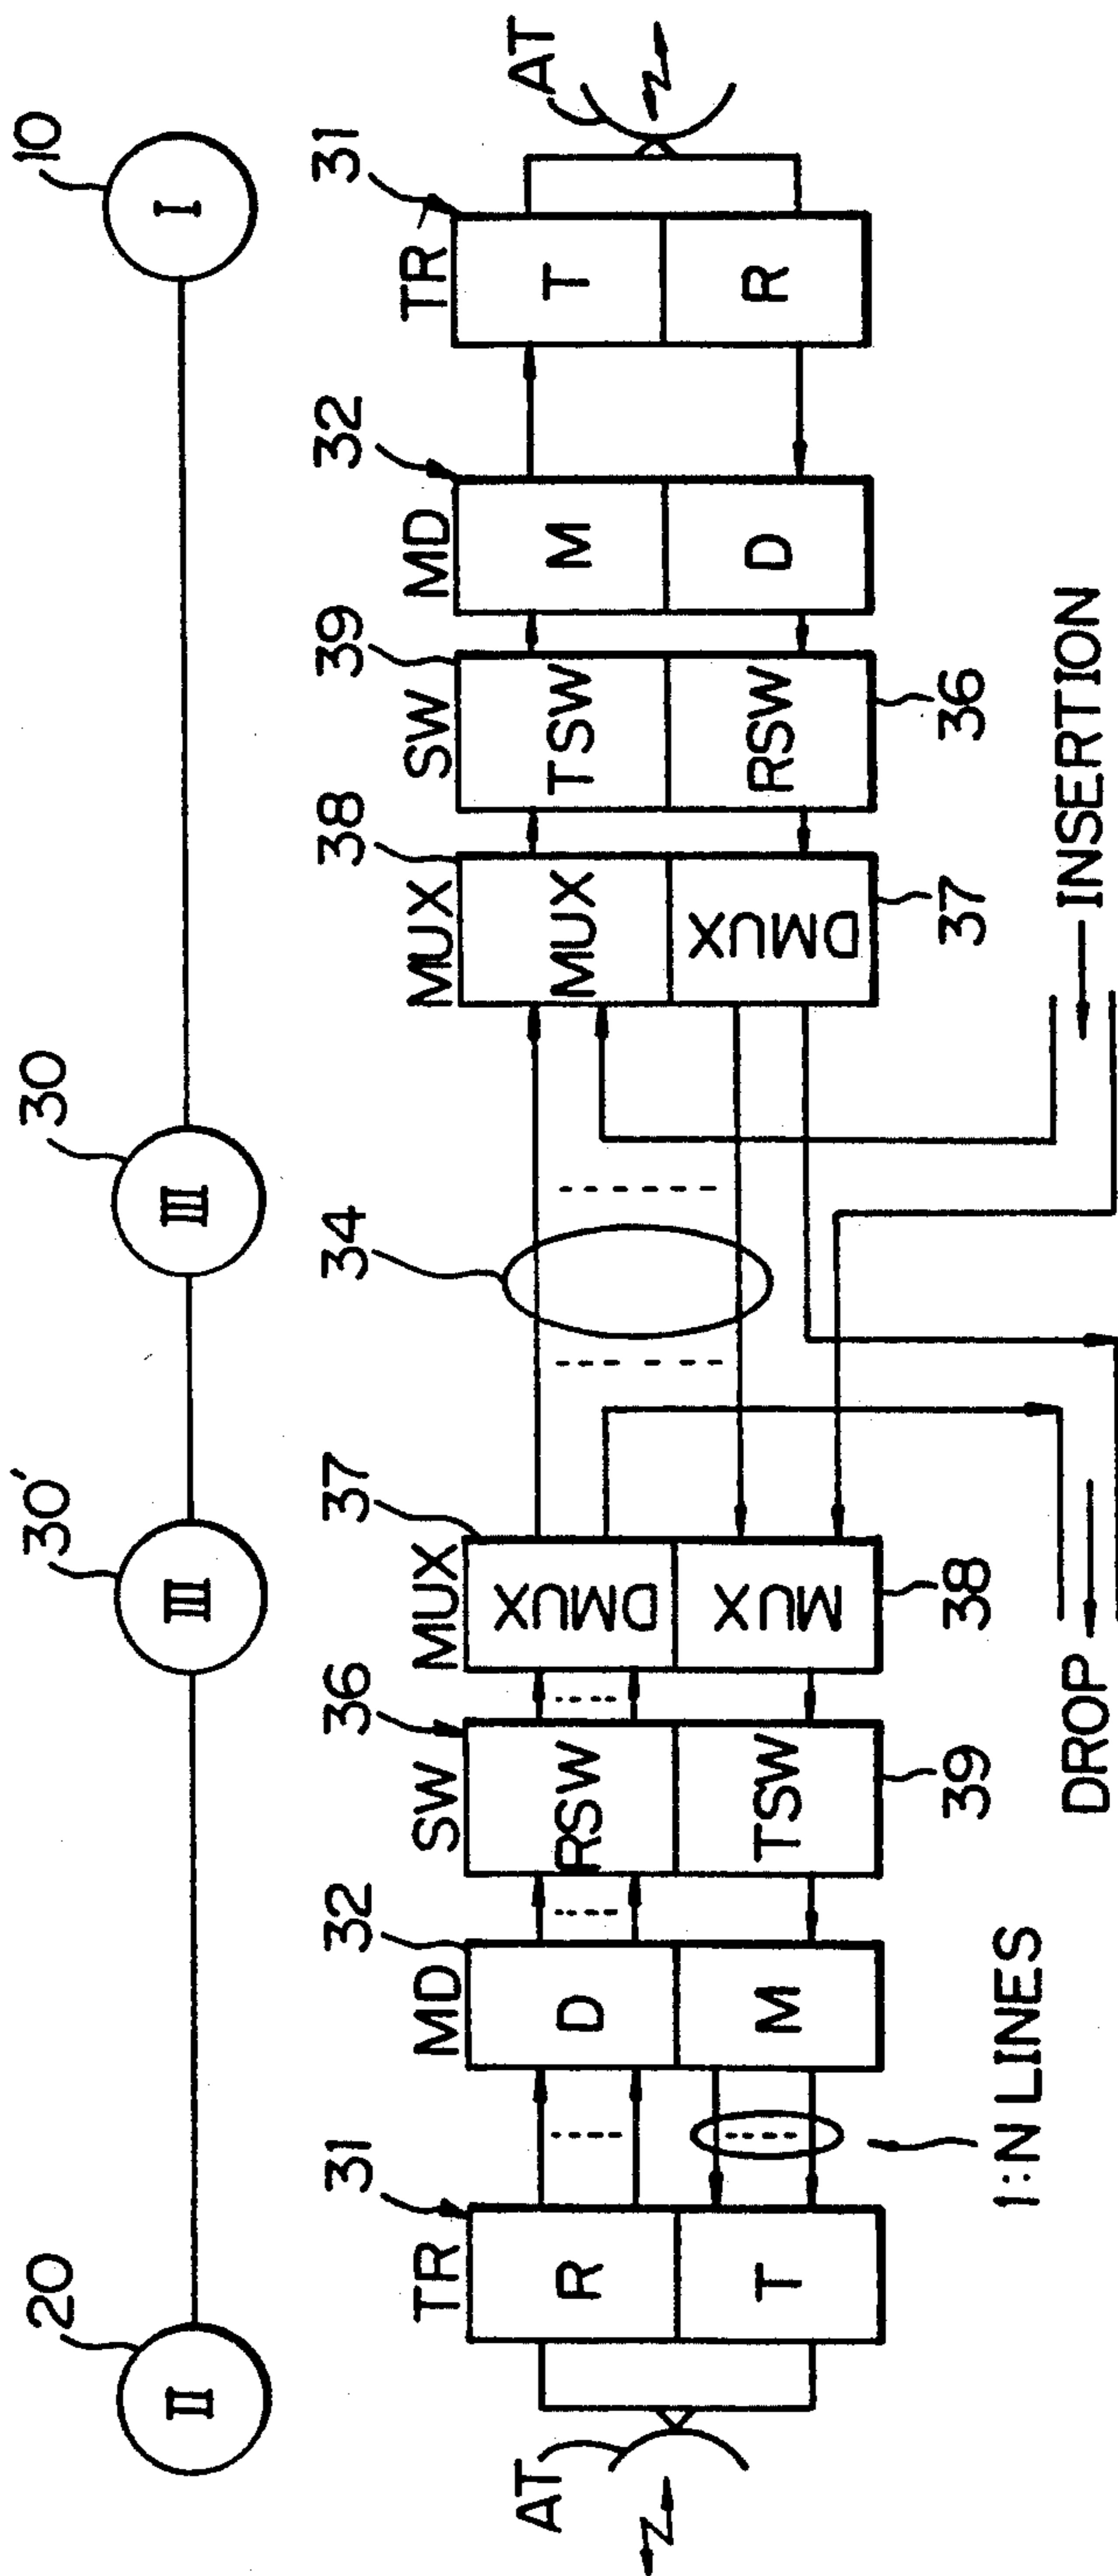 20
30'
30
10
II
III
III
I
31
32
36
37
34
38
39
32
31
TR
MD
SW
MUX
MUX
SW
MD
TR
AT
AT
R
D
RSW
DMUX
MUX
TSW
M
T
T
M
TSW
MUX
DMUX
RSW
D
R
39
38
37
36
1:N LINES
DROP
INSERTION